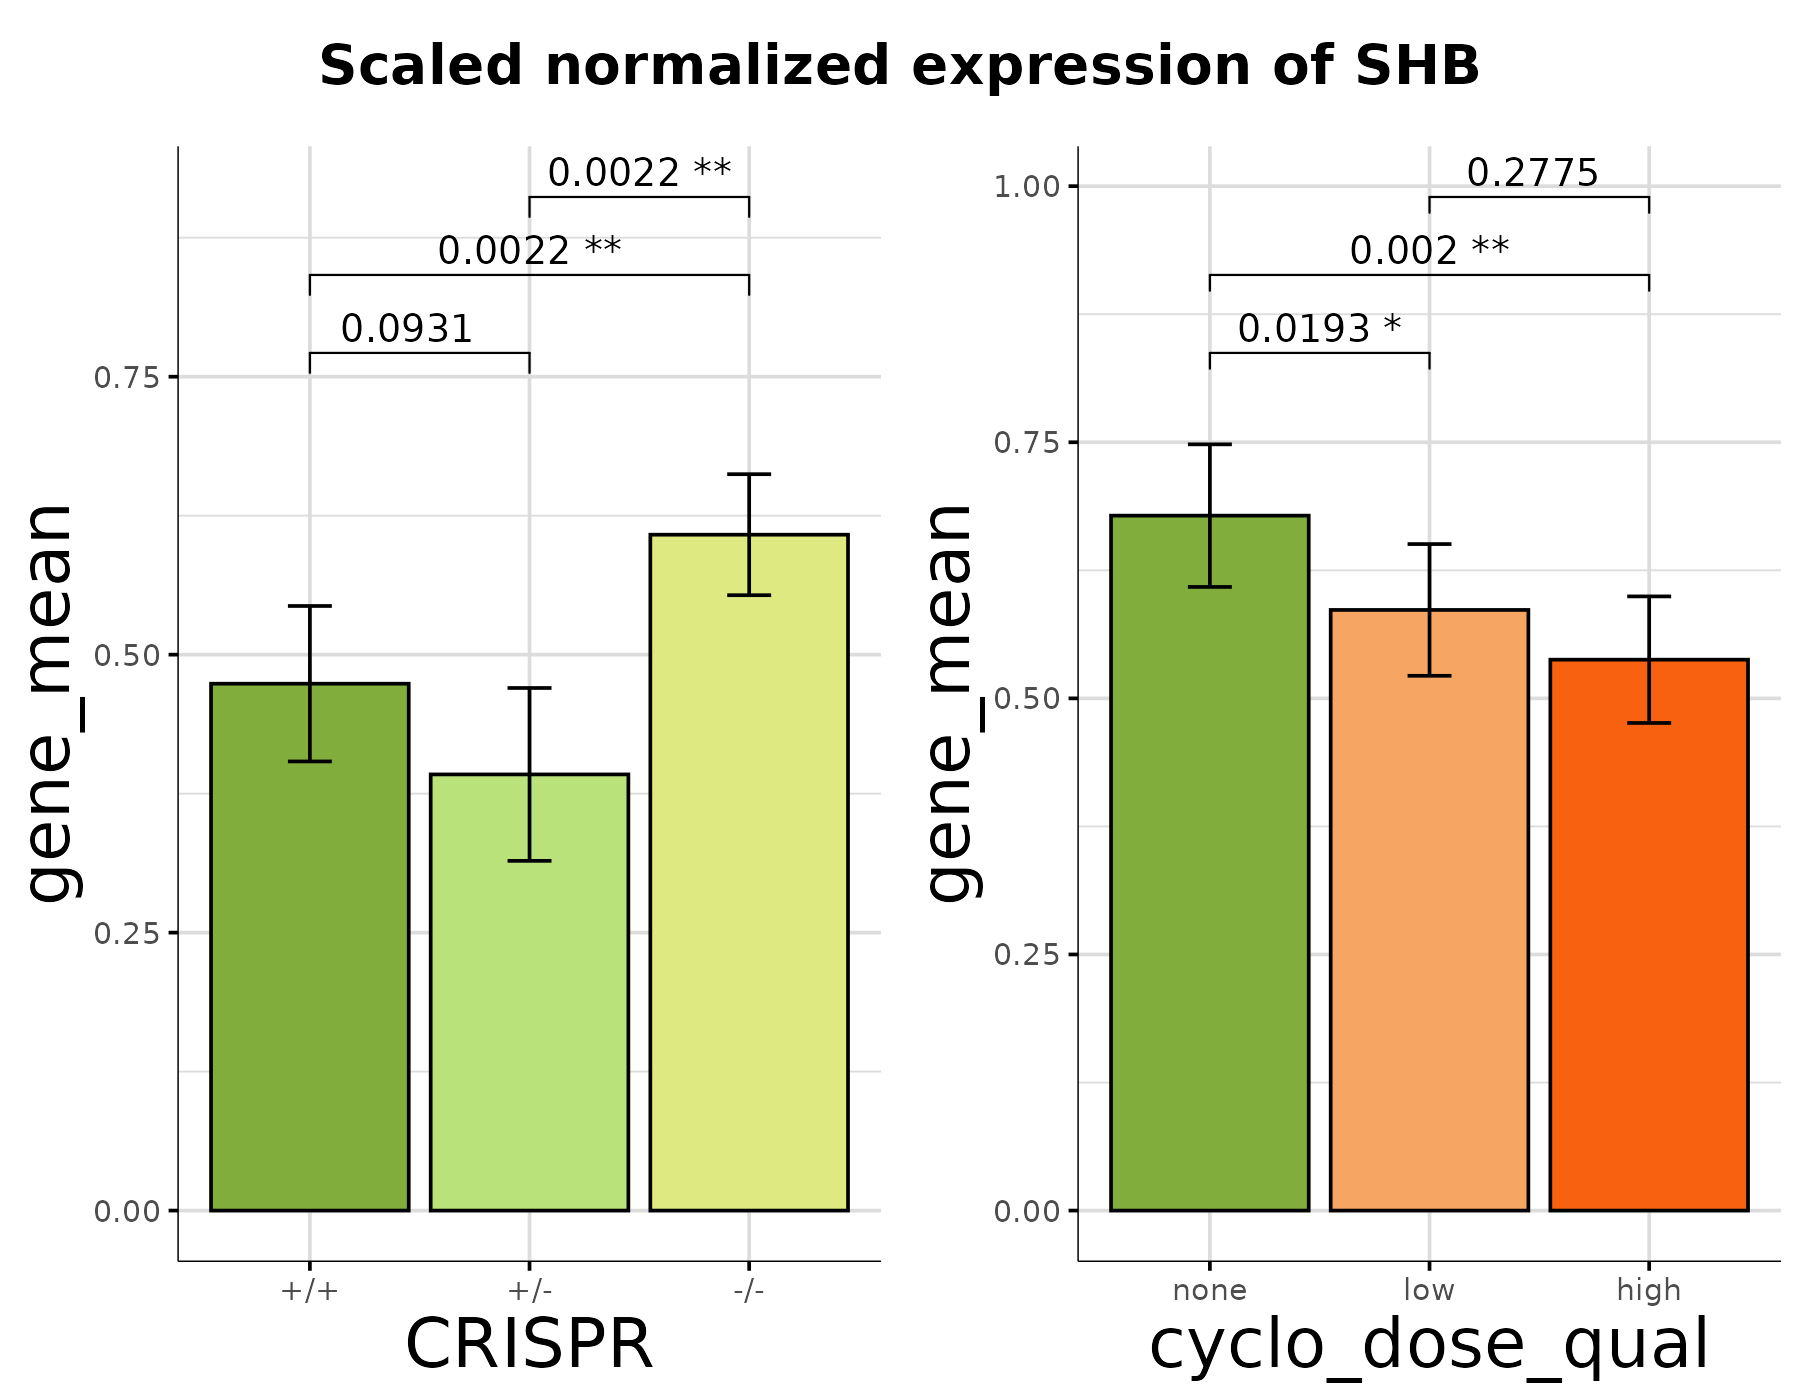 Scaled normalized expression of SHB
gene_mean
0.75
0.50
0.25
0.00
0.0022 **
0.0022 **
0.0931
+/+ +/- -/-
CRISPR
gene_mean
1.00
0.75
0.50
0.25
0.00
0.2775
0.002 **
0.0193 *
none low high
cyclo_dose_qual